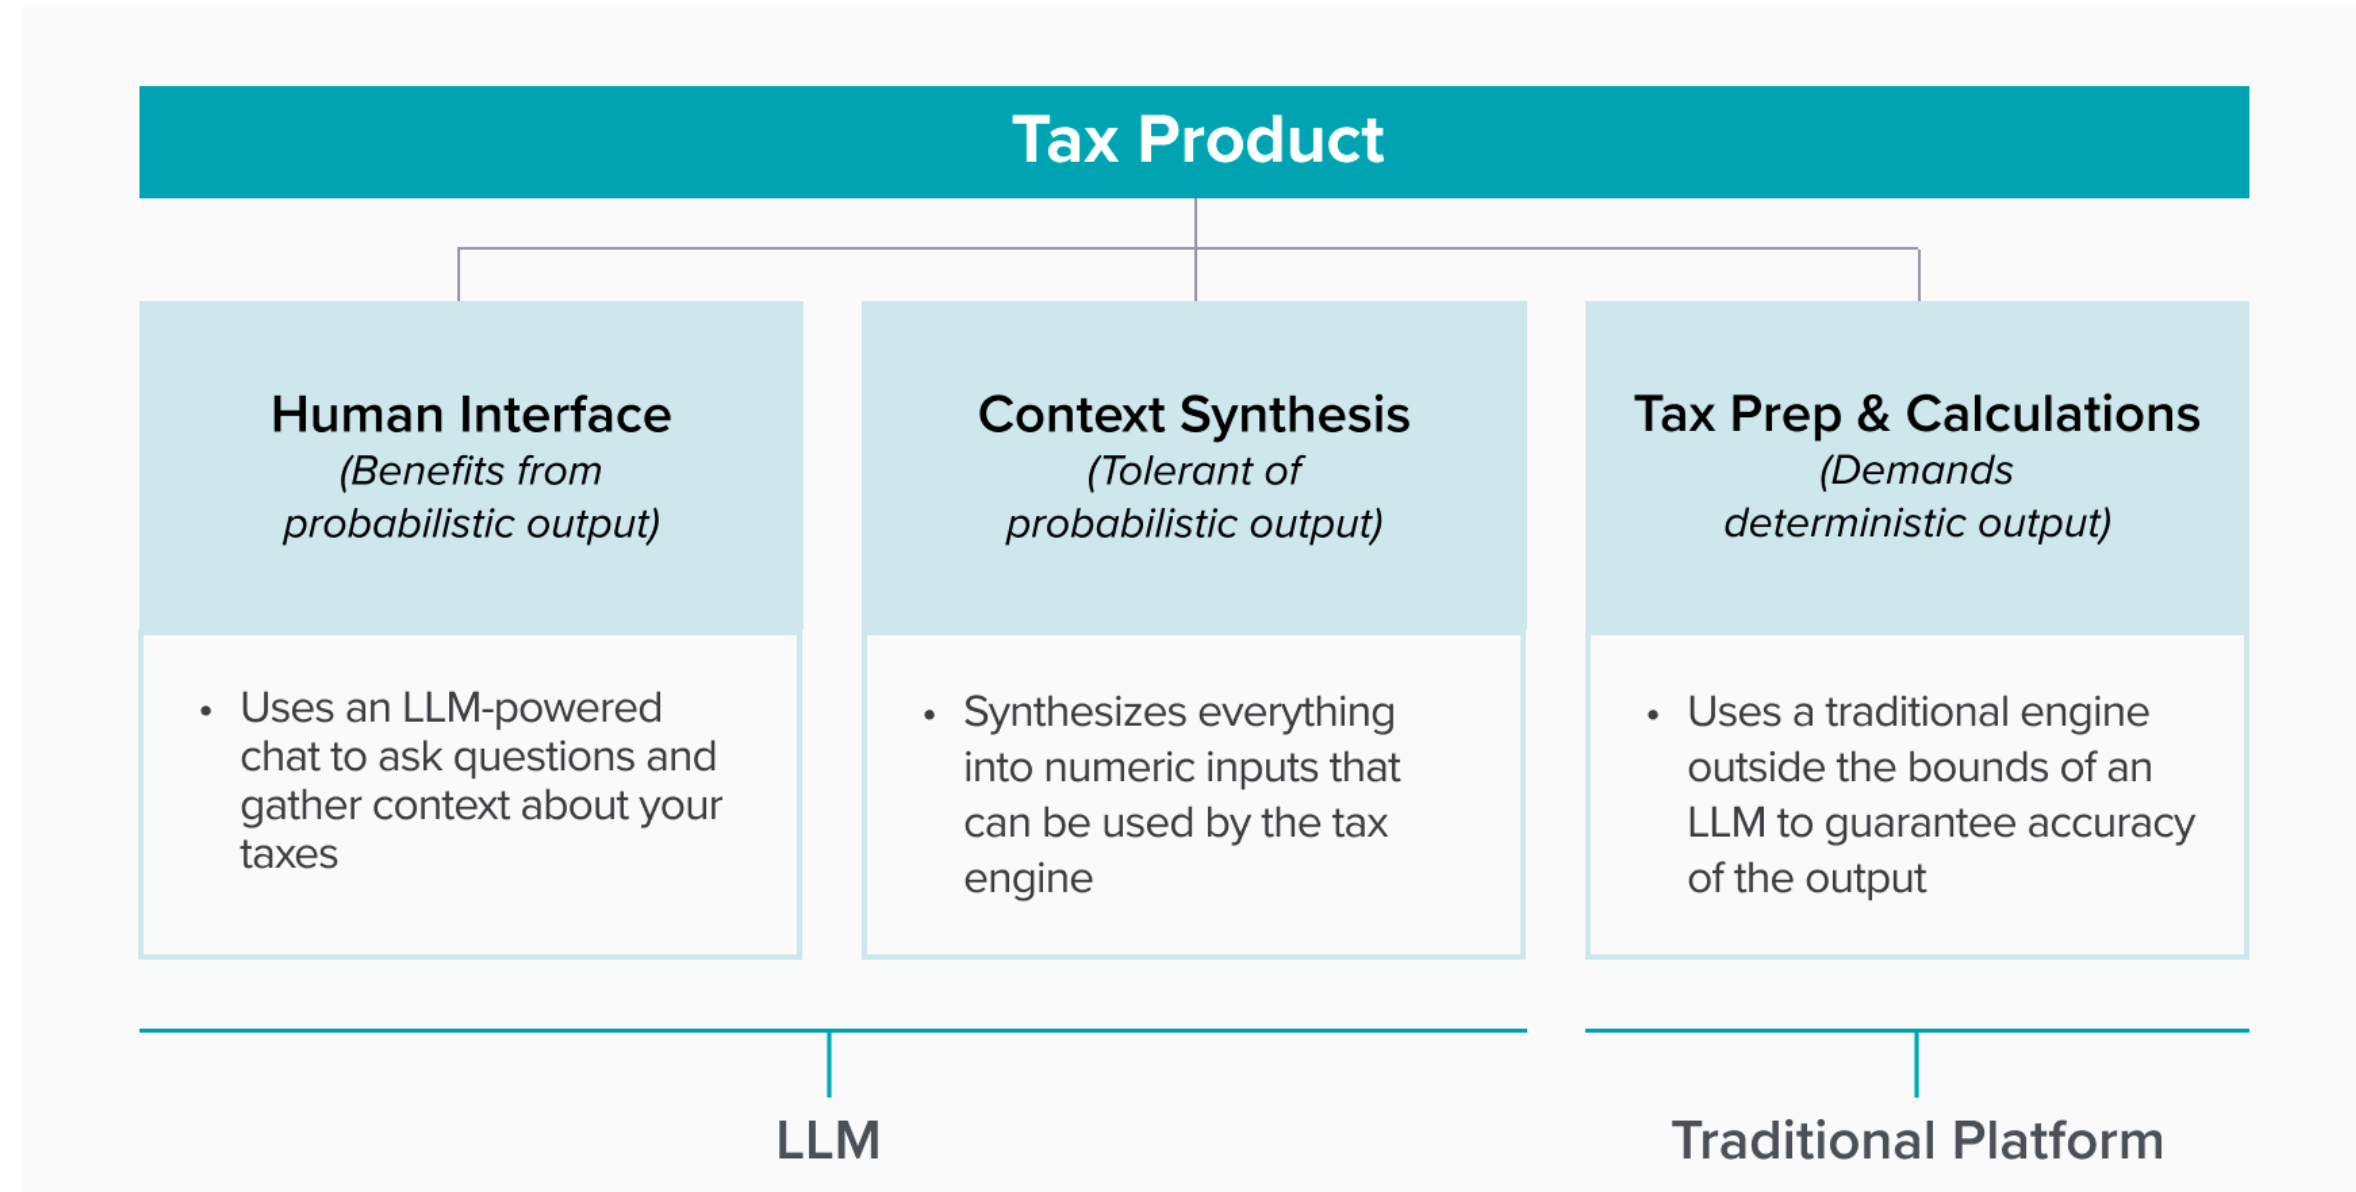 Tax Product
Human Interface
(Benefits from
probabilistic output)
• Uses an LLM-powered
chat to ask questions and
gather context about your
taxes
Context Synthesis
(Tolerant of
probabilistic output)
• Synthesizes everything
into numeric inputs that
can be used by the tax
engine
Tax Prep & Calculations
(Demands
deterministic output)
• Uses a traditional engine
outside the bounds of an
LLM to guarantee accuracy
of the output
LLM
Traditional Platform